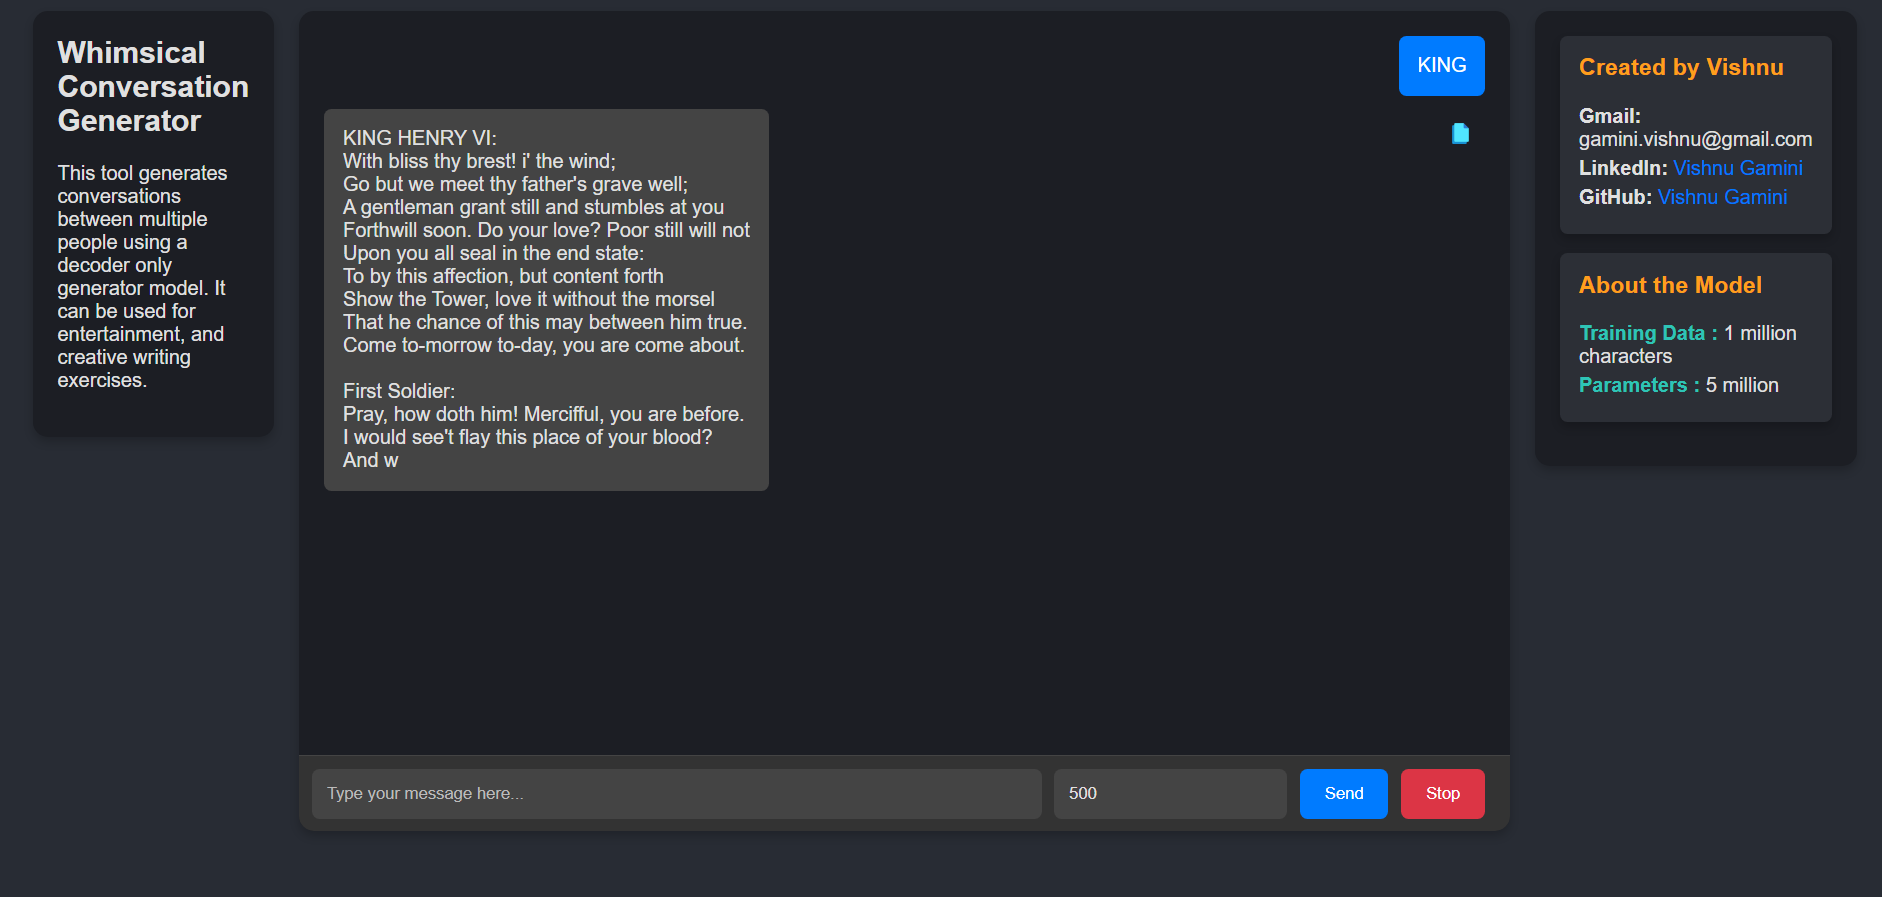 Whimsical
Conversation
Generator
This tool generates
conversations
between multiple
people using a
decoder only
generator model. It
can be used for
entertainment, and
creative writing
exercises.
KING
KING HENRY VI:
With bliss thy brest! i' the wind;
Go but we meet thy father's grave well;
A gentleman grant still and stumbles at you
Forthwill soon. Do your love? Poor still will not
Upon you all seal in the end state:
To by this affection, but content forth
Show the Tower, love it without the morsel
That he chance of this may between him true.
Come to-morrow to-day, you are come about.
First Soldier:
Pray, how doth him! Mercifful, you are before.
I would see't flay this place of your blood?
And w
Type your message here...
500
Send
Stop
Created by Vishnu
Gmail:
gamini.vishnu@gmail.com
LinkedIn: Vishnu Gamini
GitHub: Vishnu Gamini
About the Model
Training Data : 1 million
characters
Parameters : 5 million